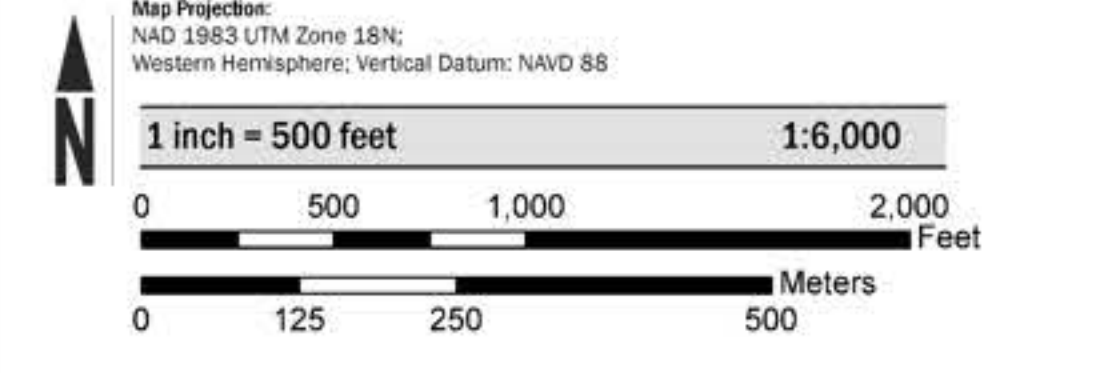 Map Projection:
NAD 1983 UTM Zone 18N;
Western Hemisphere; Vertical Datum: NAVD 88
N
1 inch = 500 feet 1:6,000
0 500 1,000 2,000
Feet
Meters
0 125 250 500